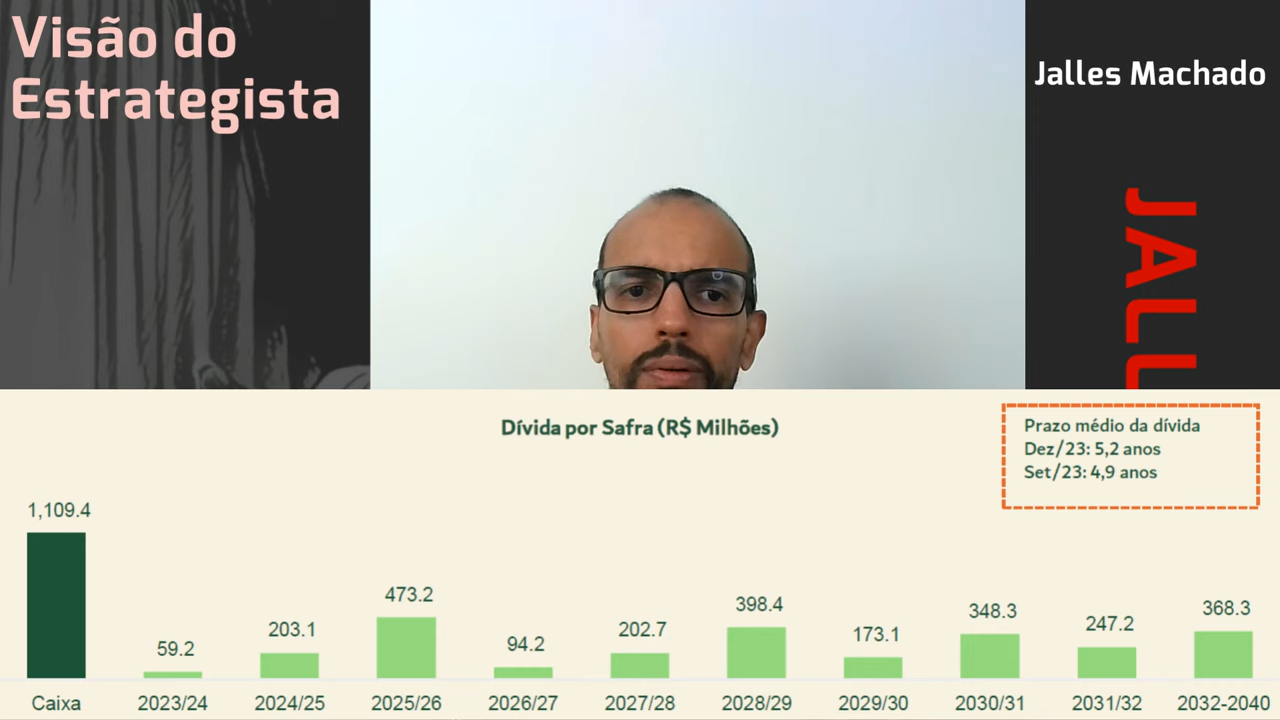 Visão do
Estrategista
Jalles Machado
JALL
Dívida por Safra (R$ Milhões)
Prazo médio da dívida
Dez/23: 5,2 anos
Set/23: 4,9 anos
1,109.4
59.2
203.1
473.2
94.2
202.7
398.4
173.1
348.3
247.2
368.3
Caixa
2023/24
2024/25
2025/26
2026/27
2027/28
2028/29
2029/30
2030/31
2031/32
2032-2040